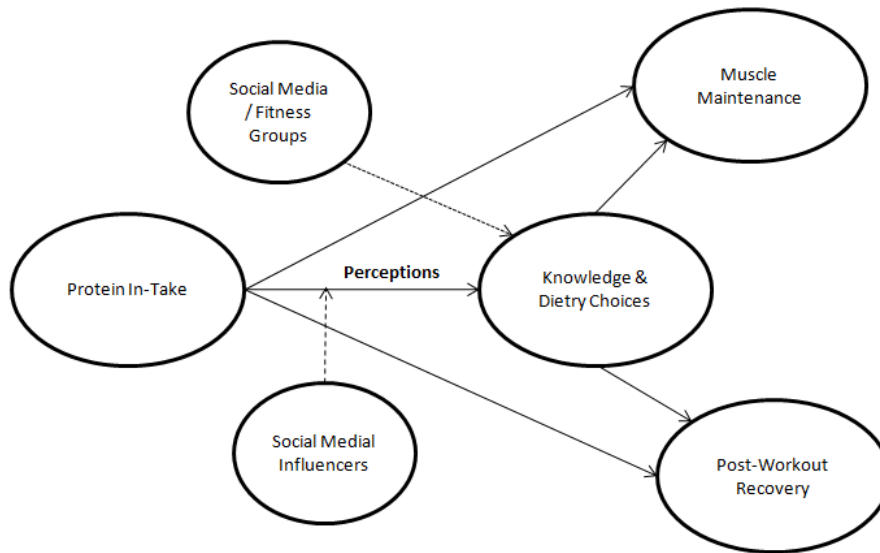 Social Media
/ Fitness
Groups
Muscle
Maintenance
Protein In-Take
Perceptions
Knowledge &
Dietry Choices
Social Medial
Influencers
Post-Workout
Recovery